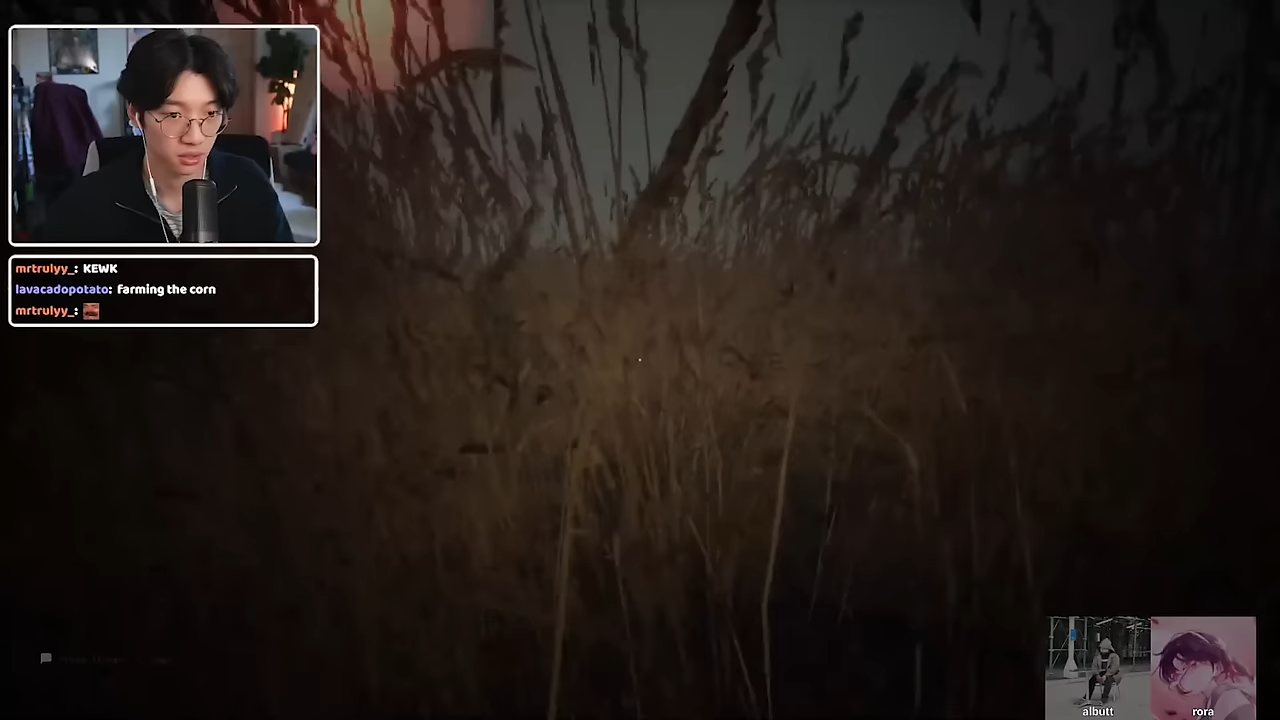 mrtrulyy_: KEWK
lavacadopotato: farming the corn
mrtrulyy_:
albutt
rora